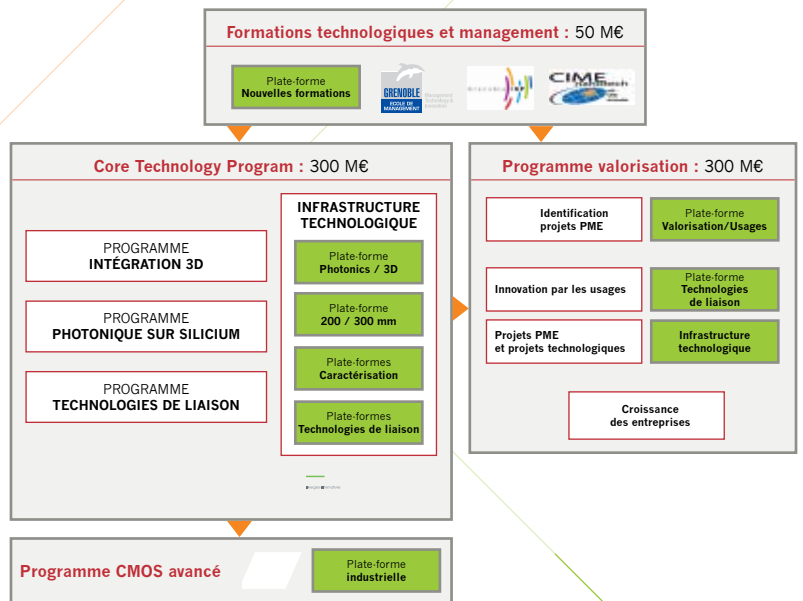 Formations technologiques et management : 50 M€
Plate-forme
Nouvelles formations
GRENOBLE
ECOLE DE
MANAGEMENT
Management
Technology &
Innovation
CIME
nanotech
Core Technology Program : 300 M€
PROGRAMME
INTÉGRATION 3D
PROGRAMME
PHOTONIQUE SUR SILICIUM
PROGRAMME
TECHNOLOGIES DE LIAISON
INFRASTRUCTURE
TECHNOLOGIQUE
Plate-forme
Photonics / 3D
Plate-forme
200 / 300 mm
Plate-formes
Caractérisation
Plate-formes
Technologies de liaison
Programme valorisation : 300 M€
Identification
projets PME
Plate-forme
Valorisation/Usages
Innovation par les usages
Plate-forme
Technologies
de liaison
Projets PME
et projets technologiques
Infrastructure
technologique
Croissance
des entreprises
Programme CMOS avancé
Plate-forme
industrielle